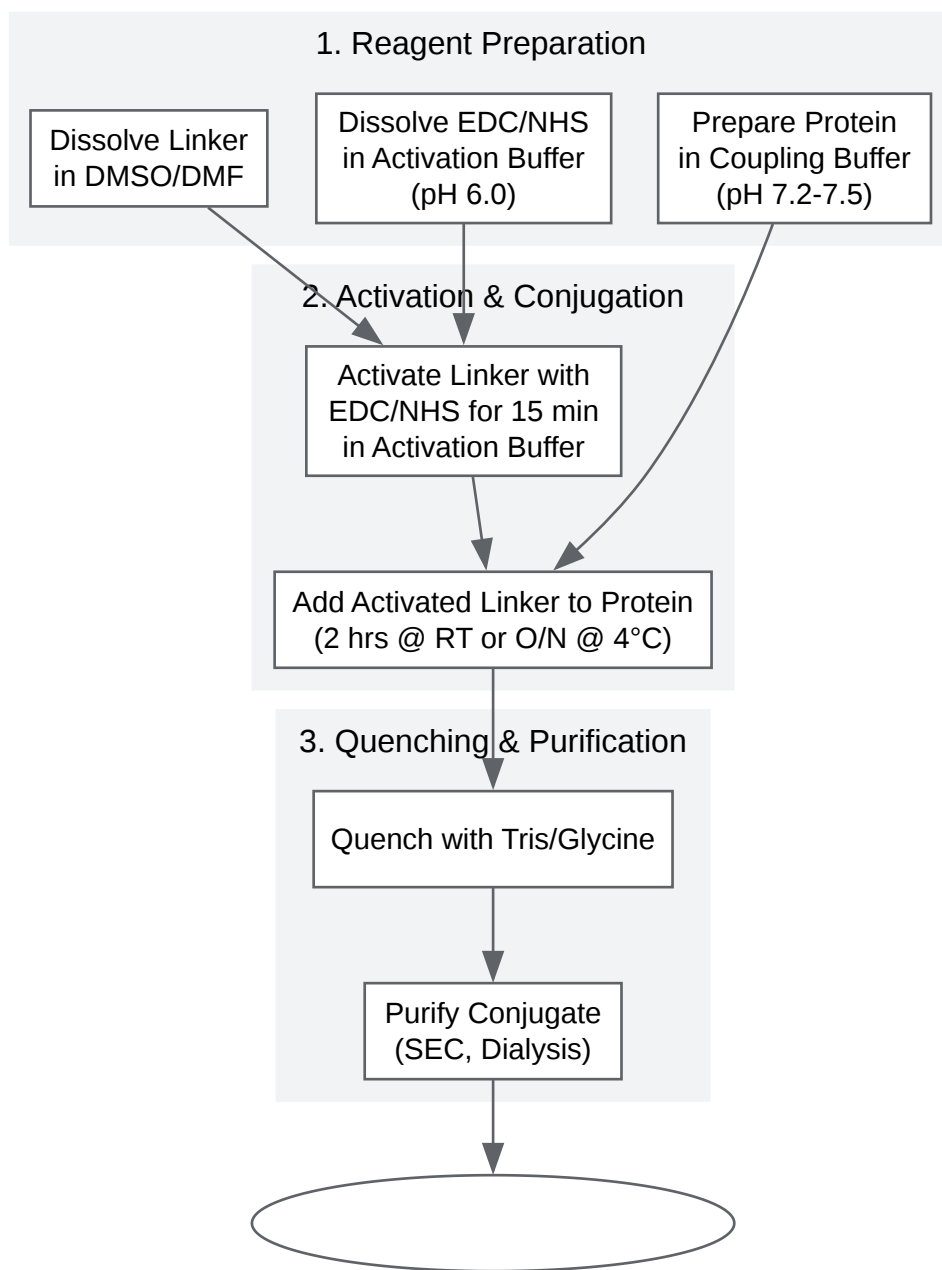 1. Reagent Preparation
Dissolve Linker
in DMSO/DMF
Dissolve EDC/NHS
in Activation Buffer
(pH 6.0)
Prepare Protein
in Coupling Buffer
(pH 7.2-7.5)
2. Activation & Conjugation
Activate Linker with
EDC/NHS for 15 min
in Activation Buffer
Add Activated Linker to Protein
(2 hrs @ RT or O/N @ 4°C)
3. Quenching & Purification
Quench with Tris/Glycine
Purify Conjugate
(SEC, Dialysis)